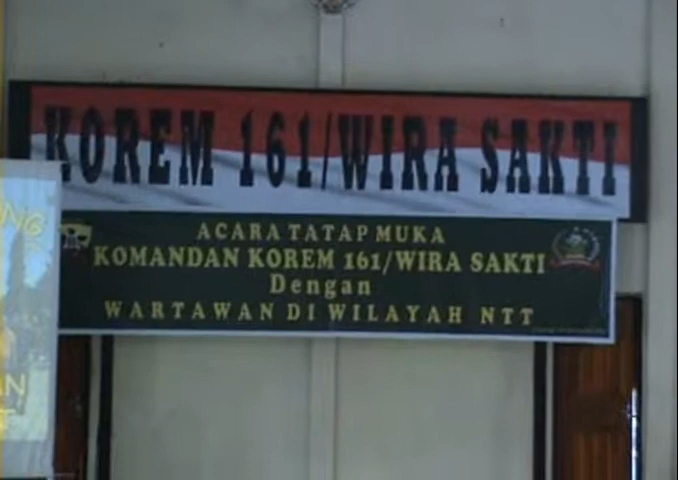 KOREM 161/WIRA SAKTI
ACARA TATAP MUKA
KOMANDAN KOREM 161/WIRA SAKTI
Dengan
WARTAWAN DI WILAYAH NTT